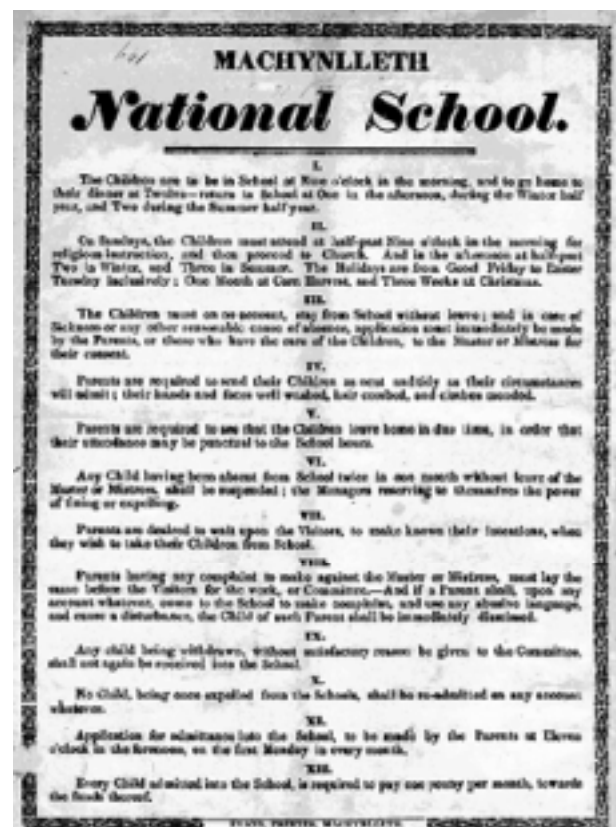 MACHYNLLETH
National School.
I.
The Children are to be in School at Nine o'clock in the morning, and to go home to
their dinner at Twelve—return to School at One in the afternoon, during the Winter half
year, and Two during the Summer half year.
II.
On Sundays, the Children must attend at half-past Nine o'clock in the morning for
religious instruction, and then proceed to Church. And in the afternoon at half-past
Two in Winter, and Three in Summer. The Holidays are from Good Friday to Easter
Tuesday inclusively; One Month at Corn Harvest, and Three Weeks at Christmas.
III.
The Children must on no account, stay from School without leave; and in case of
Sickness or any other reasonable cause of absence, application must immediately be made
by the Parents, or those who have the care of the Children, to the Master or Mistress for
their consent.
IV.
Parents are required to send their Children as neat and tidy as their circumstances
will admit; their hands and faces well washed, hair combed, and clothes mended.
V.
Parents are required to see that the Children leave home in due time, in order that
their attendance may be punctual to the School hours.
VI.
Any Child having been absent from School twice in one month without leave of the
Master or Mistress, shall be suspended; the Managers reserving to themselves the power
of fining or expelling.
VII.
Parents are desired to wait upon the Visitors, to make known their intentions, when
they wish to take their Children from School.
VIII.
Parents having any complaint to make against the Master or Mistress, must lay the
same before the Visitors for the week, or Committee.—And if a Parent shall, upon any
account whatever, come to the School to make complaint, and use any abusive language,
and cause a disturbance, the Child of such Parent shall be immediately dismissed.
IX.
Any child being withdrawn, without satisfactory reason be given to the Committee,
shall not again be received into the School.
X.
No Child, being once expelled from the Schools, shall be re-admitted on any account
whatever.
XI.
Application for admittance into the School, to be made by the Parents at Eleven
o'clock in the forenoon, on the first Monday in every month.
XII.
Every Child admitted into the School, is required to pay one penny per month, towards
the funds thereof.
PRINTER, MACHYNLLETH.